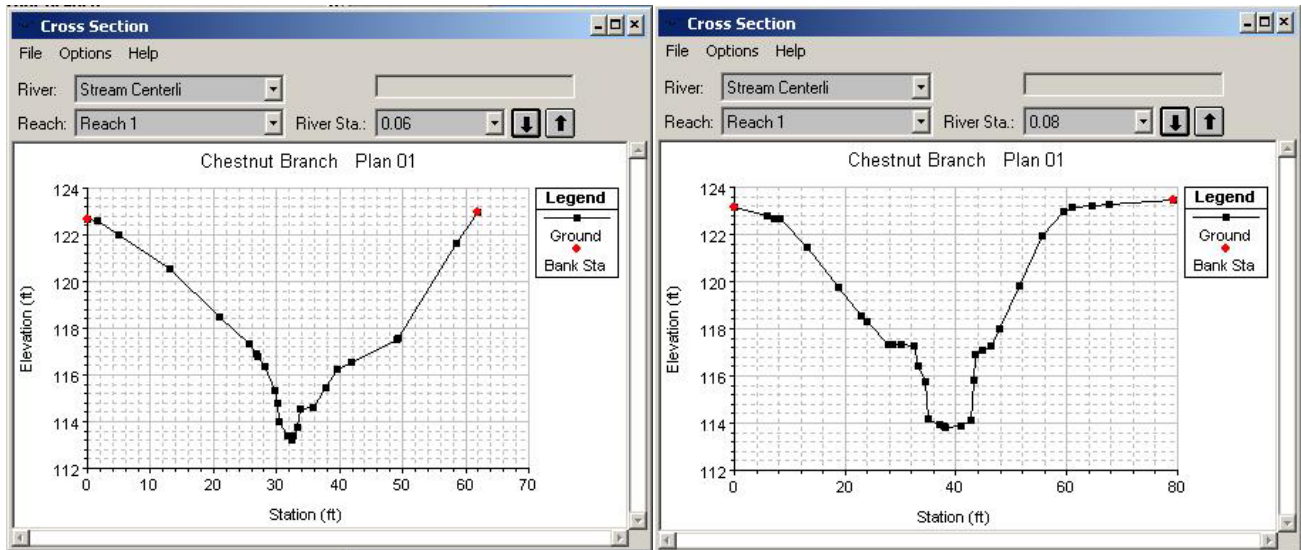 Cross Section
File Options Help
River: Stream Centerli
Reach: Reach 1 River Sta.: 0.06
Chestnut Branch Plan 01
124
122
120
118
116
114
112
Elevation (ft)
0 10 20 30 40 50 60 70
Station (ft)
Legend
Ground
Bank Sta
Cross Section
File Options Help
River: Stream Centerli
Reach: Reach 1 River Sta.: 0.08
Chestnut Branch Plan 01
124
122
120
118
116
114
112
Elevation (ft)
0 20 40 60 80
Station (ft)
Legend
Ground
Bank Sta